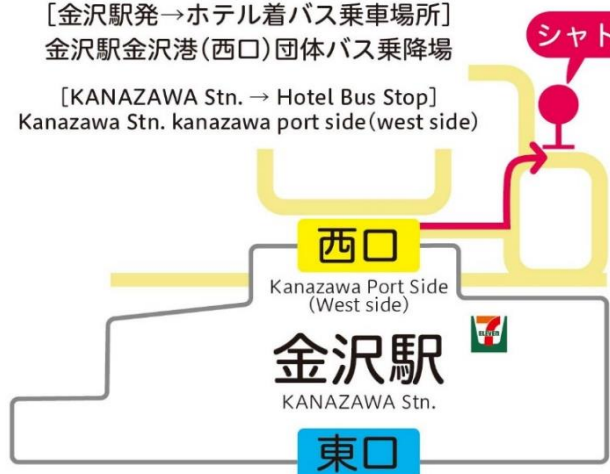 [金沢駅発→ホテル着バス乗車場所]
金沢駅金沢港(西口)団体バス乗降場
[KANAZAWA Stn. → Hotel Bus Stop]
Kanazawa Stn. kanazawa port side(west side)
シャト
西口
Kanazawa Port Side
(West side)
7
ELEVEN
金沢駅
KANAZAWA Stn.
東口